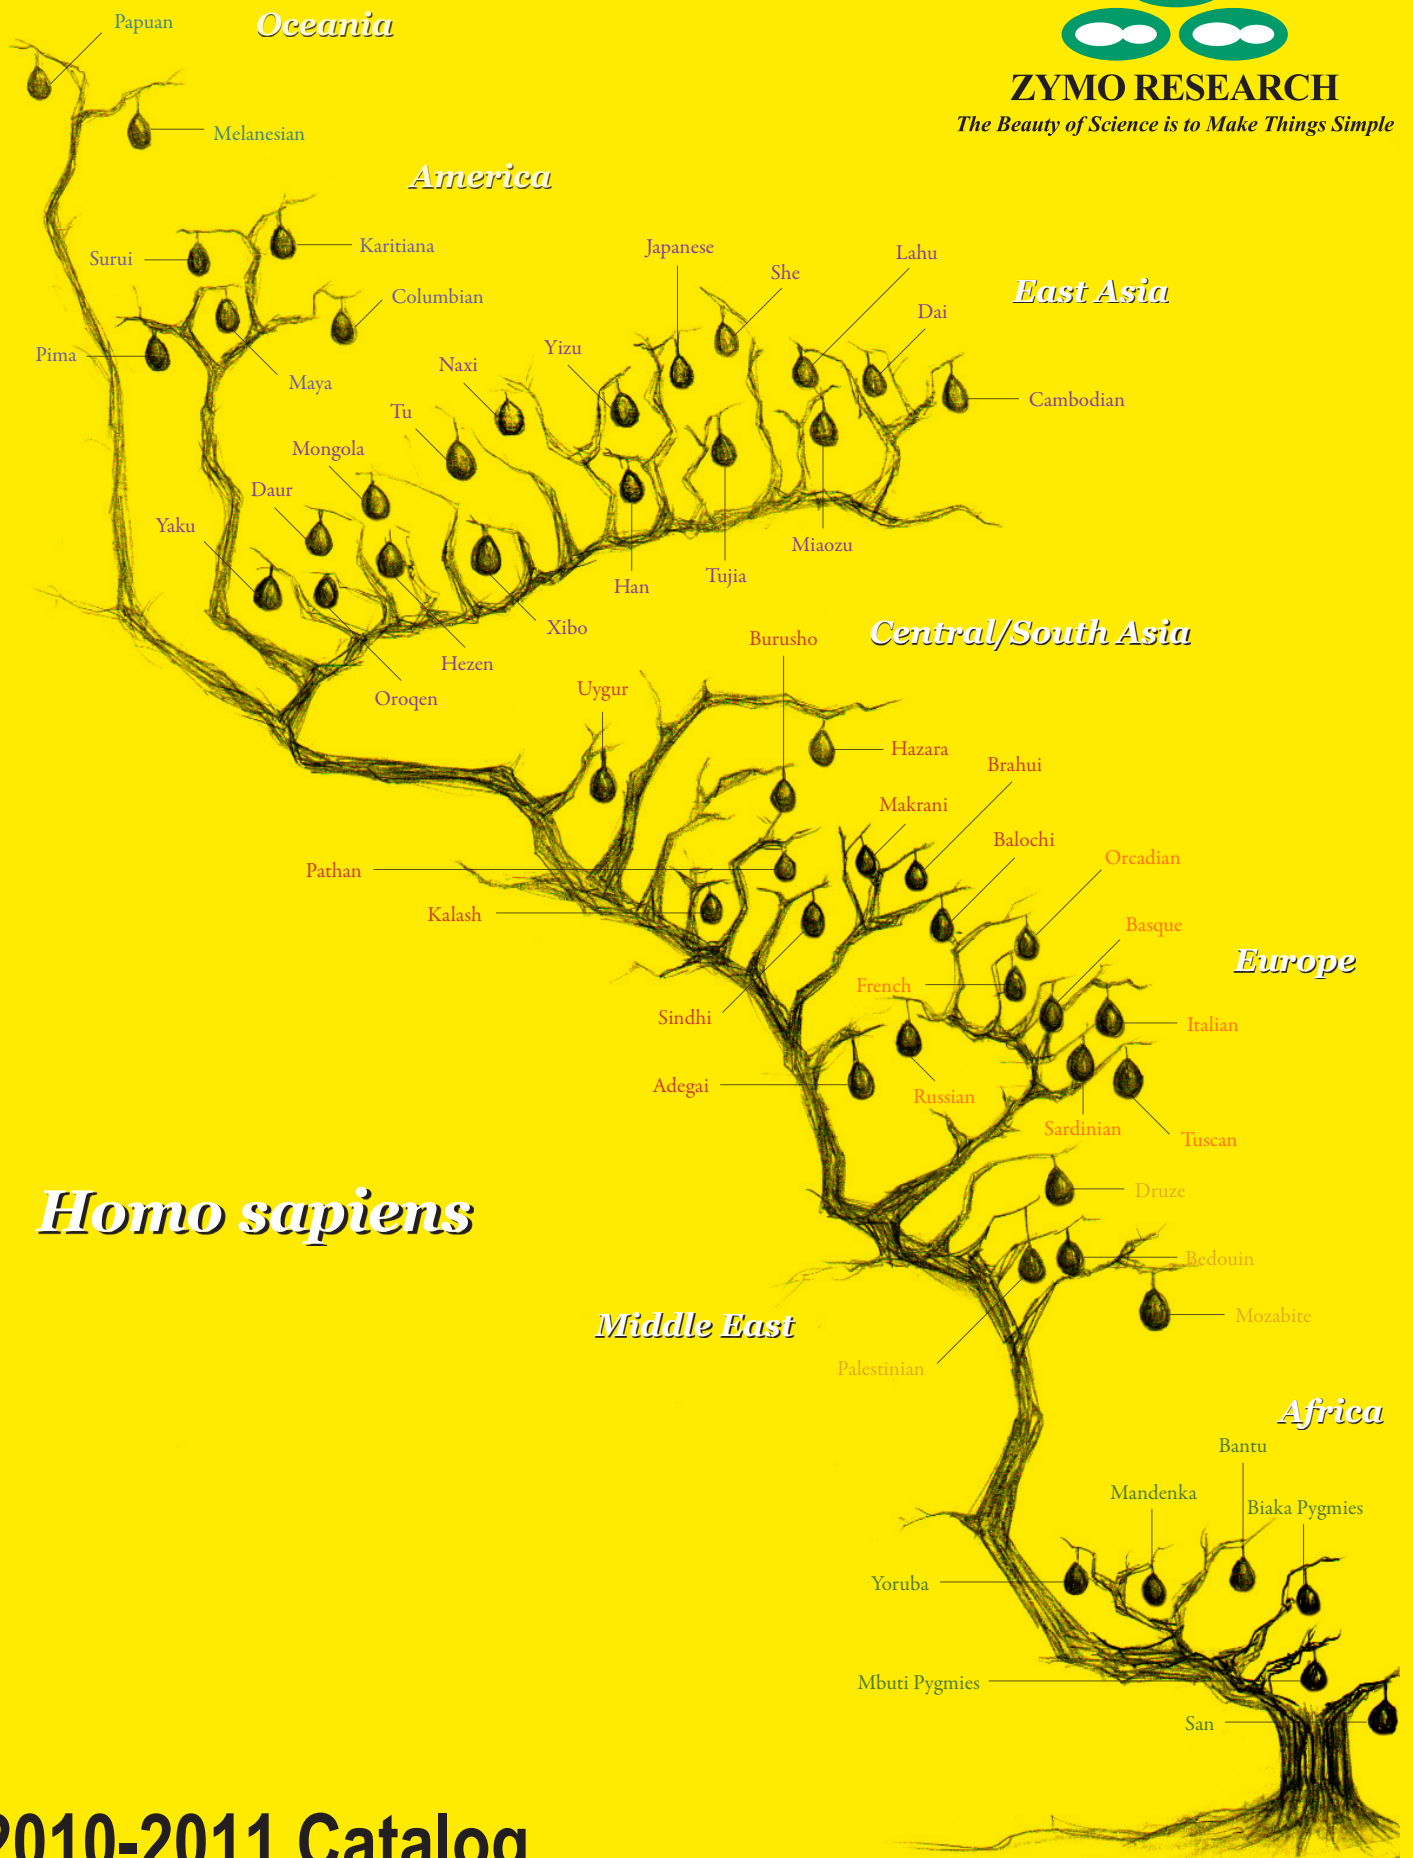 Papuan
Oceania
ZYMO RESEARCH
The Beauty of Science is to Make Things Simple
Melanesian
America
Surui
Karitiana
Japanese
Lahu
She
East Asia
Columbian
Dai
Pima
Yizu
Naxi
Maya
Cambodian
Tu
Mongola
Daur
Yaku
Miaozu
Tujia
Han
Xibo
Burusho
Central/South Asia
Hezen
Uygur
Oroqen
Hazara
Brahui
Makrani
Balochi
Orcadian
Pathan
Kalash
Basque
Europe
French
Sindhi
Italian
Adegai
Russian
Sardinian
Tuscan
Druze
Homo sapiens
Bedouin
Mozabite
Middle East
Palestinian
Africa
Bantu
Mandenka
Biaka Pygmies
Yoruba
Mbuti Pygmies
San
2010-2011 Catalog